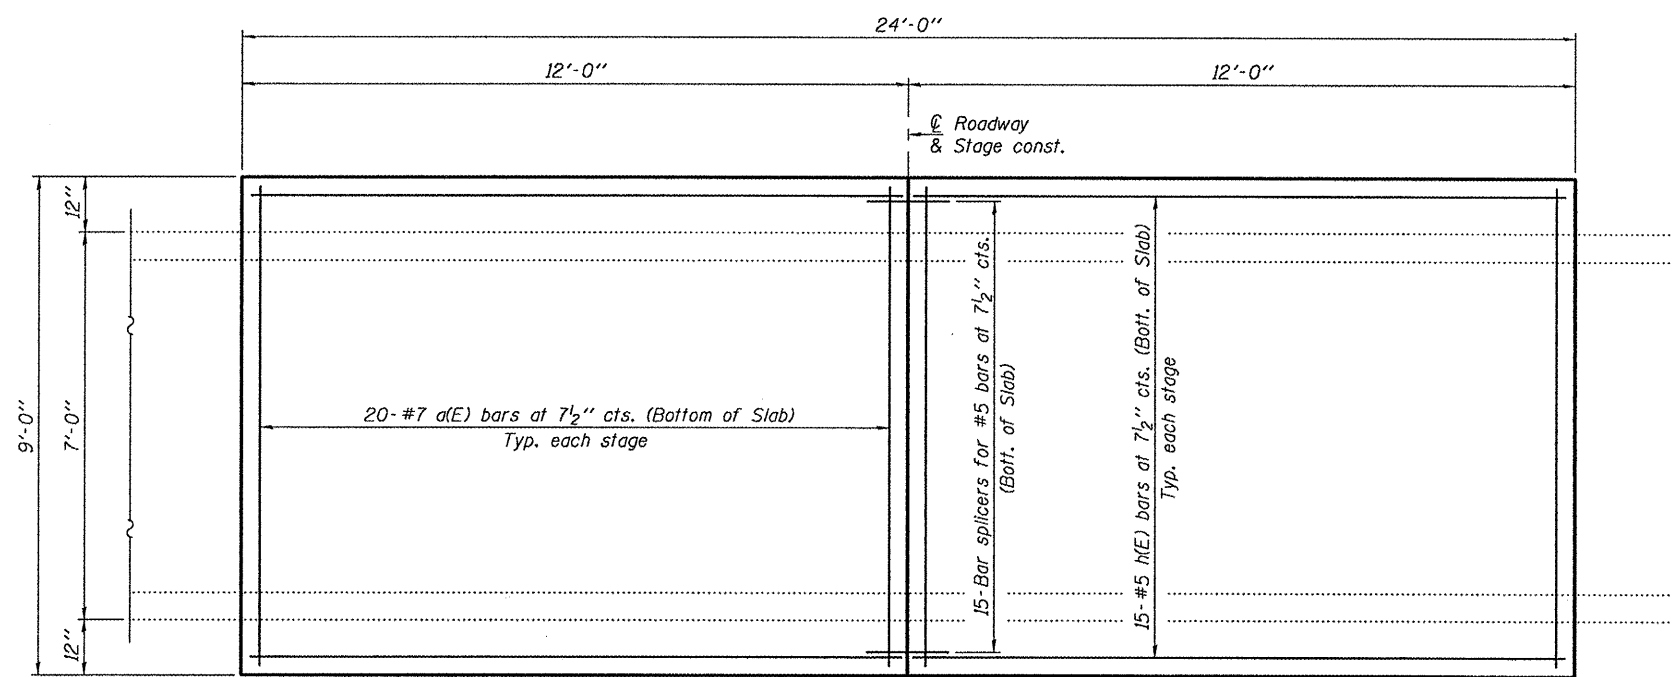 24'-0"
12'-0"
12'-0"
℄ Roadway
& Stage const.
12"
9'-0"
7'-0"
12"
20-#7 a(E) bars at 7½" cts. (Bottom of Slab)
Typ. each stage
15-Bar splicers for #5 bars at 7½" cts.
(Bott. of Slab)
15-#5 h(E) bars at 7½" cts. (Bott. of Slab)
Typ. each stage